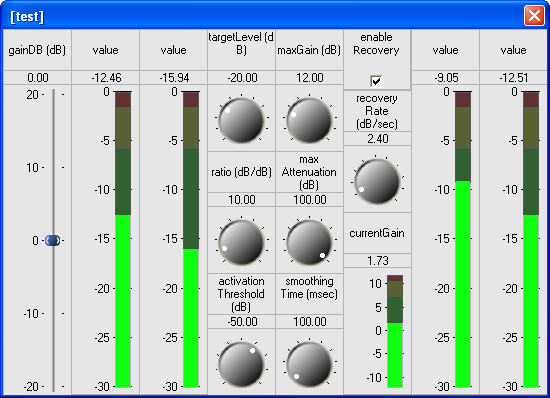 [test]
gainDB (dB)
0.00
20
10
0
-10
-20
value
-12.46
0
-5
-10
-15
-20
-25
-30
value
-15.94
0
-5
-10
-15
-20
-25
-30
targetLevel (d
B)
-20.00
ratio (dB/dB)
10.00
activation
Threshold
(dB)
-50.00
maxGain (dB)
12.00
max
Attenuation
(dB)
100.00
smoothing
Time (msec)
100.00
enable
Recovery
recovery
Rate
(dB/sec)
2.40
currentGain
1.73
10
5
0
-5
-10
value
-9.05
0
-5
-10
-15
-20
-25
-30
value
-12.51
0
-5
-10
-15
-20
-25
-30